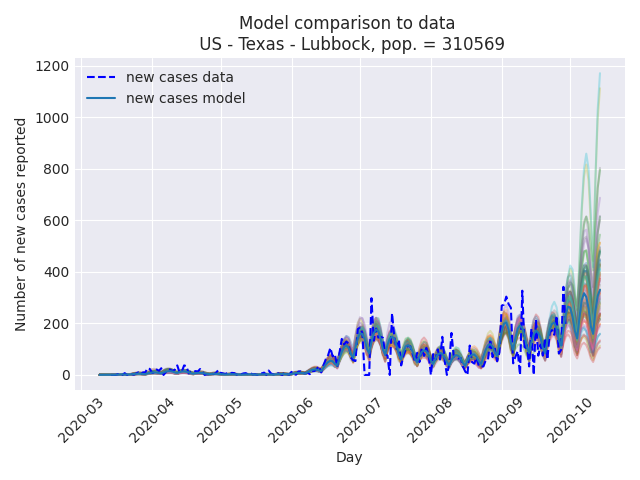 Model comparison to data
US - Texas - Lubbock, pop. = 310569
1200
1000
800
600
400
200
0
Number of new cases reported
new cases data
new cases model
2020-03
2020-04
2020-05
2020-06
2020-07
2020-08
2020-09
2020-10
Day